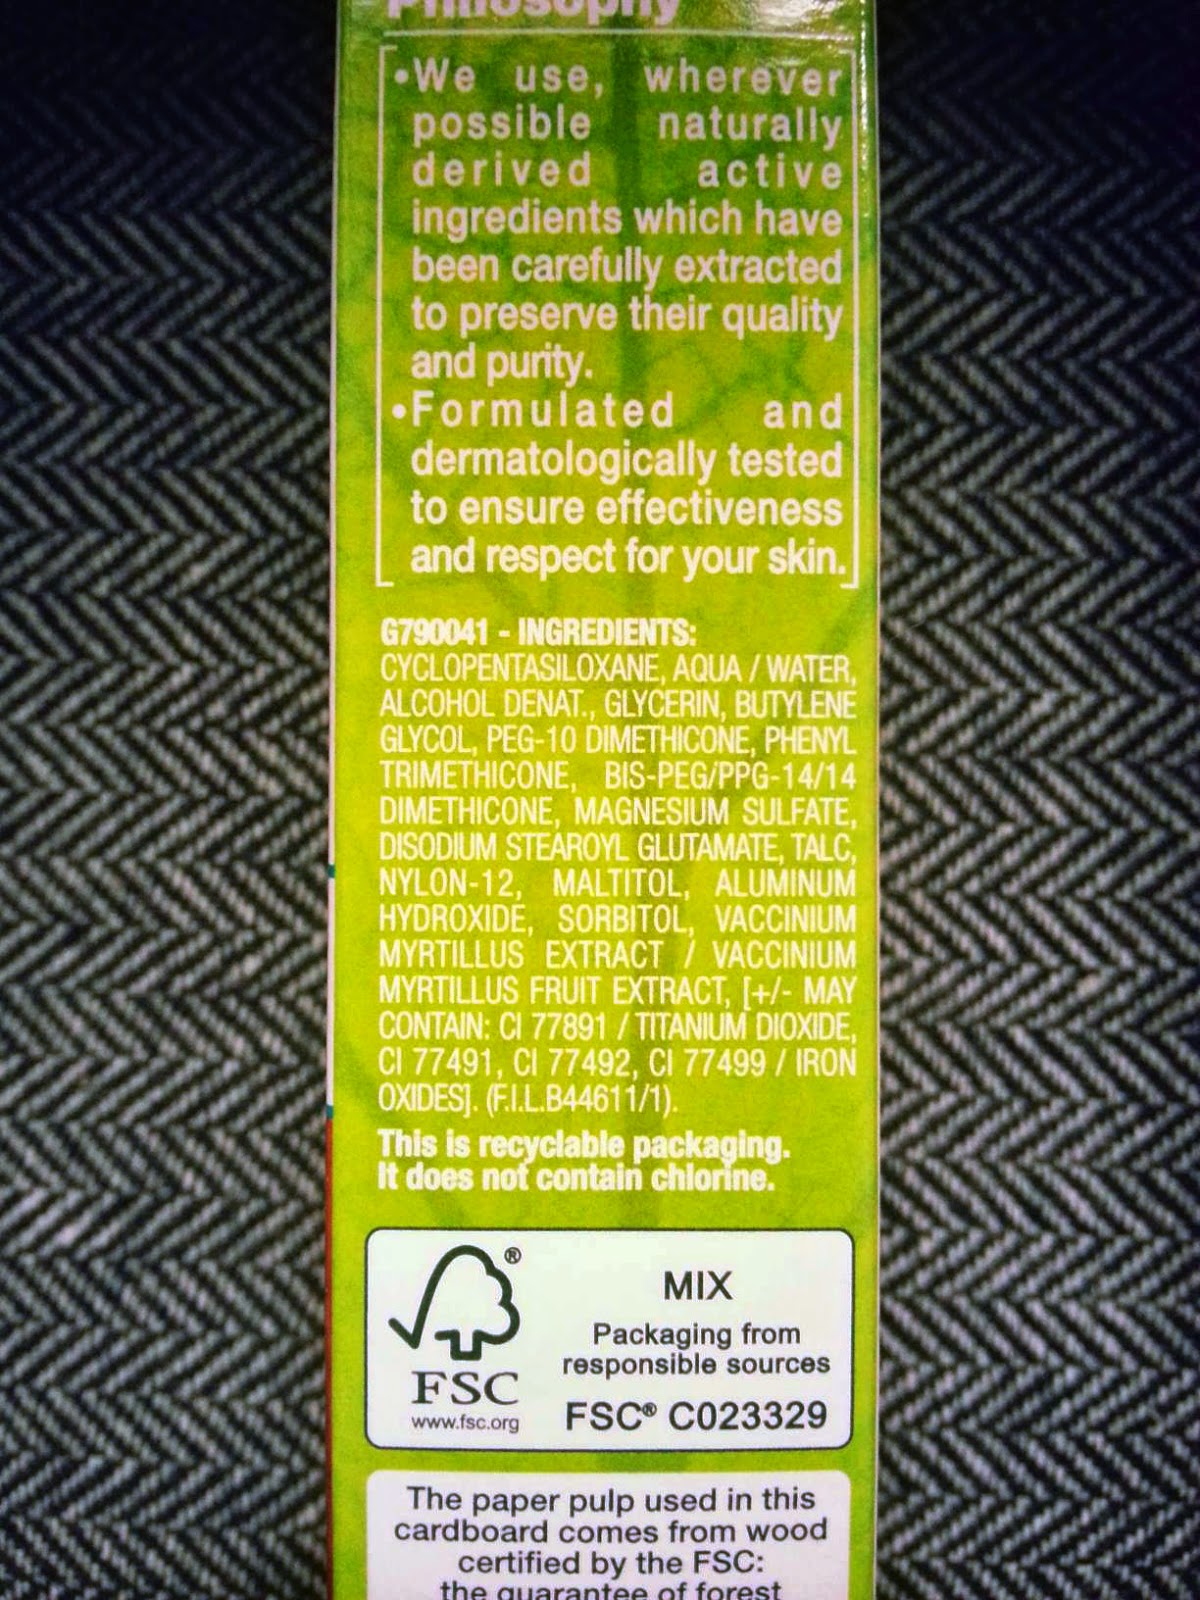 Philosophy
•We use, wherever
possible naturally
derived active
ingredients which have
been carefully extracted
to preserve their quality
and purity.
•Formulated and
dermatologically tested
to ensure effectiveness
and respect for your skin.
G790041 - INGREDIENTS:
CYCLOPENTASILOXANE, AQUA / WATER,
ALCOHOL DENAT., GLYCERIN, BUTYLENE
GLYCOL, PEG-10 DIMETHICONE, PHENYL
TRIMETHICONE, BIS-PEG/PPG-14/14
DIMETHICONE, MAGNESIUM SULFATE,
DISODIUM STEAROYL GLUTAMATE, TALC,
NYLON-12, MALTITOL, ALUMINUM
HYDROXIDE, SORBITOL, VACCINIUM
MYRTILLUS EXTRACT / VACCINIUM
MYRTILLUS FRUIT EXTRACT, [+/- MAY
CONTAIN: CI 77891 / TITANIUM DIOXIDE,
CI 77491, CI 77492, CI 77499 / IRON
OXIDES]. (F.I.L.B44611/1).
This is recyclable packaging.
It does not contain chlorine.
®
FSC
www.fsc.org
MIX
Packaging from
responsible sources
FSC® C023329
The paper pulp used in this
cardboard comes from wood
certified by the FSC:
the guarantee of forest